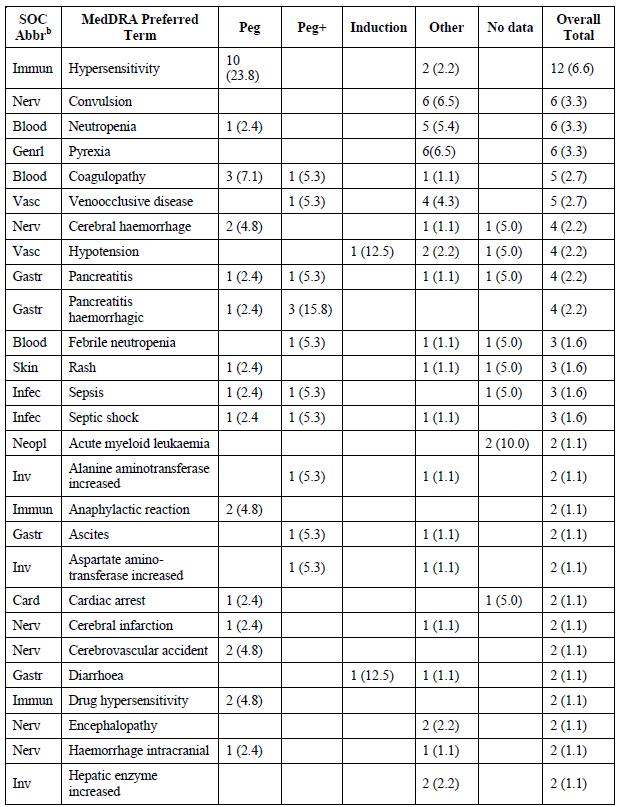 SOC Abbrb | MedDRA Preferred Term | Peg | Peg+ | Induction | Other | No data | Overall Total
Immun | Hypersensitivity | 10 (23.8) | | | 2 (2.2) | | 12 (6.6)
Nerv | Convulsion | | | | 6 (6.5) | | 6 (3.3)
Blood | Neutropenia | 1 (2.4) | | | 5 (5.4) | | 6 (3.3)
Genrl | Pyrexia | | | | 6(6.5) | | 6 (3.3)
Blood | Coagulopathy | 3 (7.1) | 1 (5.3) | | 1 (1.1) | | 5 (2.7)
Vasc | Venoocclusive disease | | 1 (5.3) | | 4 (4.3) | | 5 (2.7)
Nerv | Cerebral haemorrhage | 2 (4.8) | | | 1 (1.1) | 1 (5.0) | 4 (2.2)
Vasc | Hypotension | | | 1 (12.5) | 2 (2.2) | 1 (5.0) | 4 (2.2)
Gastr | Pancreatitis | 1 (2.4) | 1 (5.3) | | 1 (1.1) | 1 (5.0) | 4 (2.2)
Gastr | Pancreatitis haemorrhagic | 1 (2.4) | 3 (15.8) | | | | 4 (2.2)
Blood | Febrile neutropenia | | 1 (5.3) | | 1 (1.1) | 1 (5.0) | 3 (1.6)
Skin | Rash | 1 (2.4) | | | 1 (1.1) | 1 (5.0) | 3 (1.6)
Infec | Sepsis | 1 (2.4) | 1 (5.3) | | | 1 (5.0) | 3 (1.6)
Infec | Septic shock | 1 (2.4 | 1 (5.3) | | 1 (1.1) | | 3 (1.6)
Neopl | Acute myeloid leukaemia | | | | | 2 (10.0) | 2 (1.1)
Inv | Alanine aminotransferase increased | | 1 (5.3) | | 1 (1.1) | | 2 (1.1)
Immun | Anaphylactic reaction | 2 (4.8) | | | | | 2 (1.1)
Gastr | Ascites | | 1 (5.3) | | 1 (1.1) | | 2 (1.1)
Inv | Aspartate amino-transferase increased | | 1 (5.3) | | 1 (1.1) | | 2 (1.1)
Card | Cardiac arrest | 1 (2.4) | | | | 1 (5.0) | 2 (1.1)
Nerv | Cerebral infarction | 1 (2.4) | | | 1 (1.1) | | 2 (1.1)
Nerv | Cerebrovascular accident | 2 (4.8) | | | | | 2 (1.1)
Gastr | Diarrhoea | | | 1 (12.5) | 1 (1.1) | | 2 (1.1)
Immun | Drug hypersensitivity | 2 (4.8) | | | | | 2 (1.1)
Nerv | Encephalopathy | | | | 2 (2.2) | | 2 (1.1)
Nerv | Haemorrhage intracranial | 1 (2.4) | | | 1 (1.1) | | 2 (1.1)
Inv | Hepatic enzyme increased | | | | 2 (2.2) | | 2 (1.1)